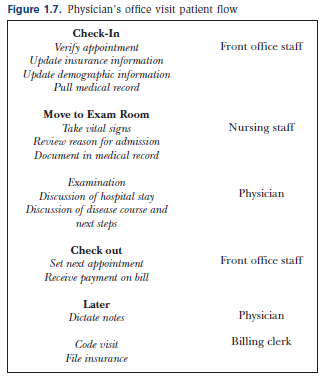 Figure 1.7. Physician's office visit patient flow
Check-In
Verify appointment Front office staff
Update insurance information
Update demographic information
Pull medical record
Move to Exam Room
Take vital signs Nursing staff
Review reason for admission
Document in medical record
Examination
Discussion of hospital stay Physician
Discussion of disease course and
next steps
Check out
Set next appointment Front office staff
Receive payment on bill
Later
Dictate notes Physician
Code visit Billing clerk
File insurance